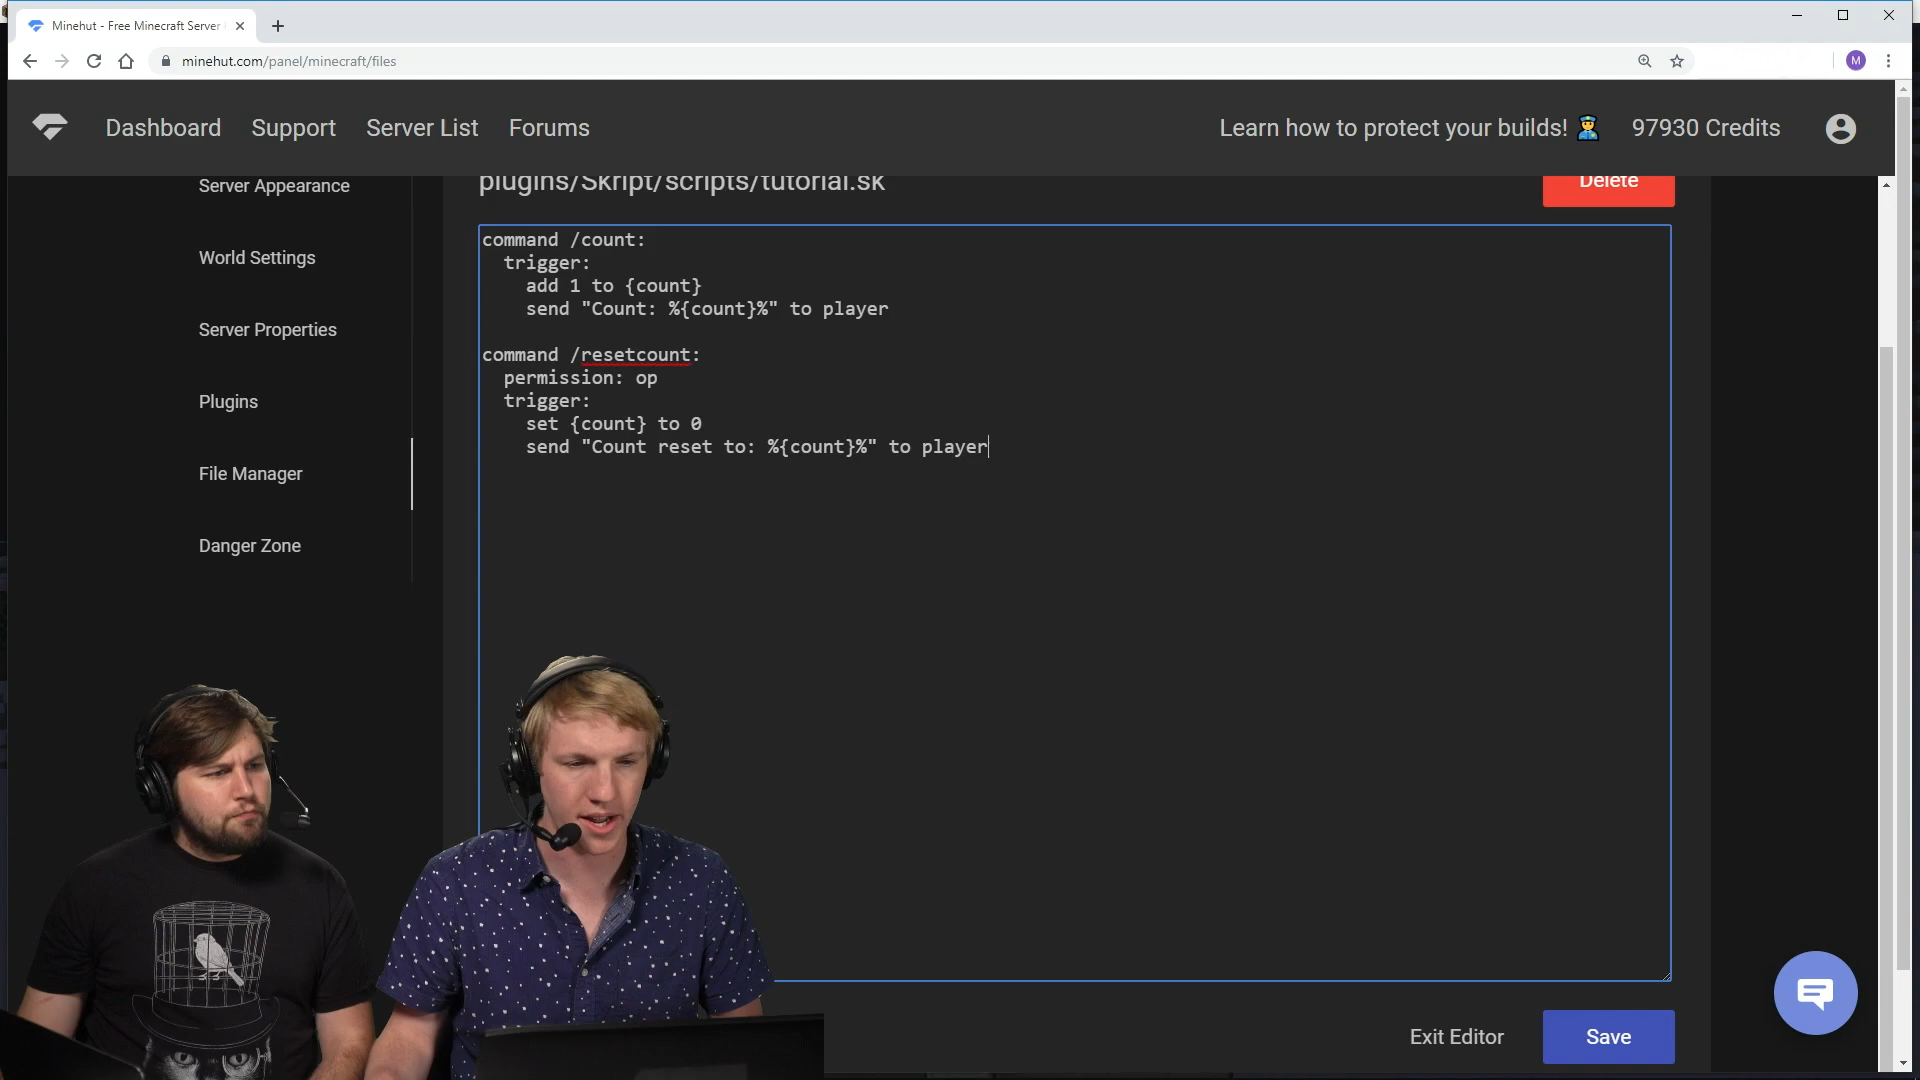 Minehut - Free Minecraft Server
minehut.com/panel/minecraft/files
M
Dashboard
Support
Server List
Forums
Learn how to protect your builds!
97930 Credits
Server Appearance
World Settings
Server Properties
Plugins
File Manager
Danger Zone
plugins/Skript/scripts/tutorial.sk
Delete
command /count:
trigger:
add 1 to {count}
send "Count: %{count}%" to player
command /resetcount:
permission: op
trigger:
set {count} to 0
send "Count reset to: %{count}%" to player
Exit Editor
Save